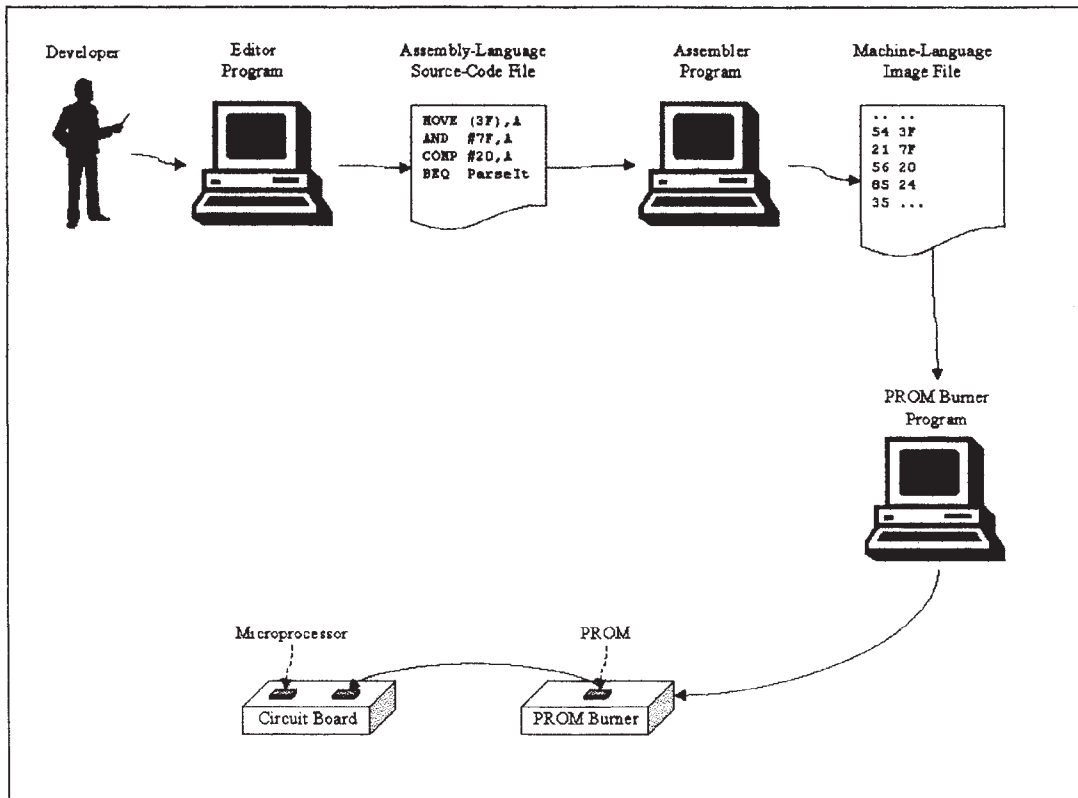 Developer
Editor
Program
Assembly-Language
Source-Code File
Assembler
Program
Machine-Language
Image File
MOVE (3F),A
AND #7F,A
COMP #20,A
BEQ ParseIt
.. ..
54 3F
21 7F
56 20
85 24
35 ...
PROM Burner
Program
Microprocessor
PROM
Circuit Board
PROM Burner